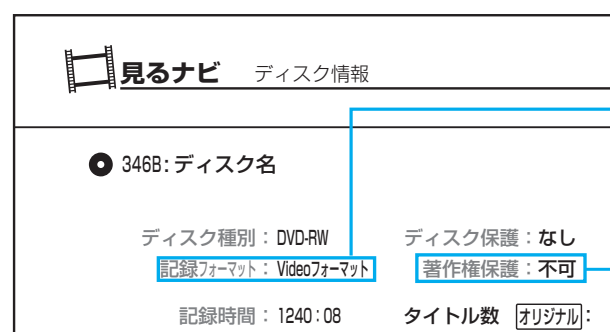 見るナビ ディスク情報
346B:ディスク名
ディスク種別：DVD-RW ディスク保護：なし
記録フォーマット：Videoフォーマット 著作権保護：不可
記録時間：1240:08 タイトル数 オリジナル：